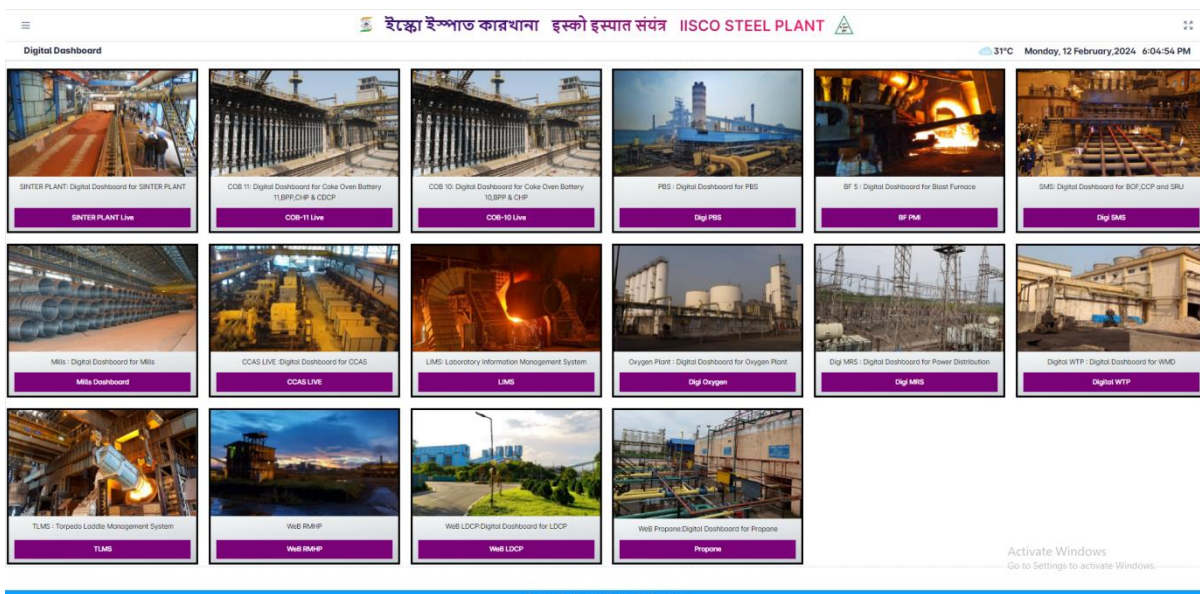 ইস্কো ইস্পাত কারখানা इस्को इस्पात संयंत्र IISCO STEEL PLANT
Digital Dashboard
31°C Monday, 12 February,2024 6:04:54 PM
SINTER PLANT: Digital Dashboard for SINTER PLANT
SINTER PLANT Live
COB 11: Digital Dashboard for Coke Oven Battery
11,BPP,CHP & CDCP
COB-11 Live
COB 10: Digital Dashboard for Coke Oven Battery
10,BPP & CHP
COB-10 Live
PBS : Digital Dashboard for PBS
Digi PBS
BF 5 : Digital Dashboard for Blast Furnace
BF PMI
SMS: Digital Dashboard for BOF,CCP and SRU
Digi SMS
Mills : Digital Dashboard for Mills
Mills Dashboard
CCAS LIVE :Digital Dashboard for CCAS
CCAS LIVE
LIMS: Laboratory Information Management System
LIMS
Oxygen Plant : Digital Dashboard for Oxygen Plant
Digi Oxygen
Digi MRS : Digital Dashboard for Power Distribution
Digi MRS
Digital WTP : Digital Dashboard for WMD
Digital WTP
TLMS : Torpedo Laddle Management System
TLMS
WeB RMHP
WeB RMHP
WeB LDCP:Digital Dashboard for LDCP
WeB LDCP
WeB Propane:Digital Dashboard for Propane
Propane
Activate Windows
Go to Settings to activate Windows.